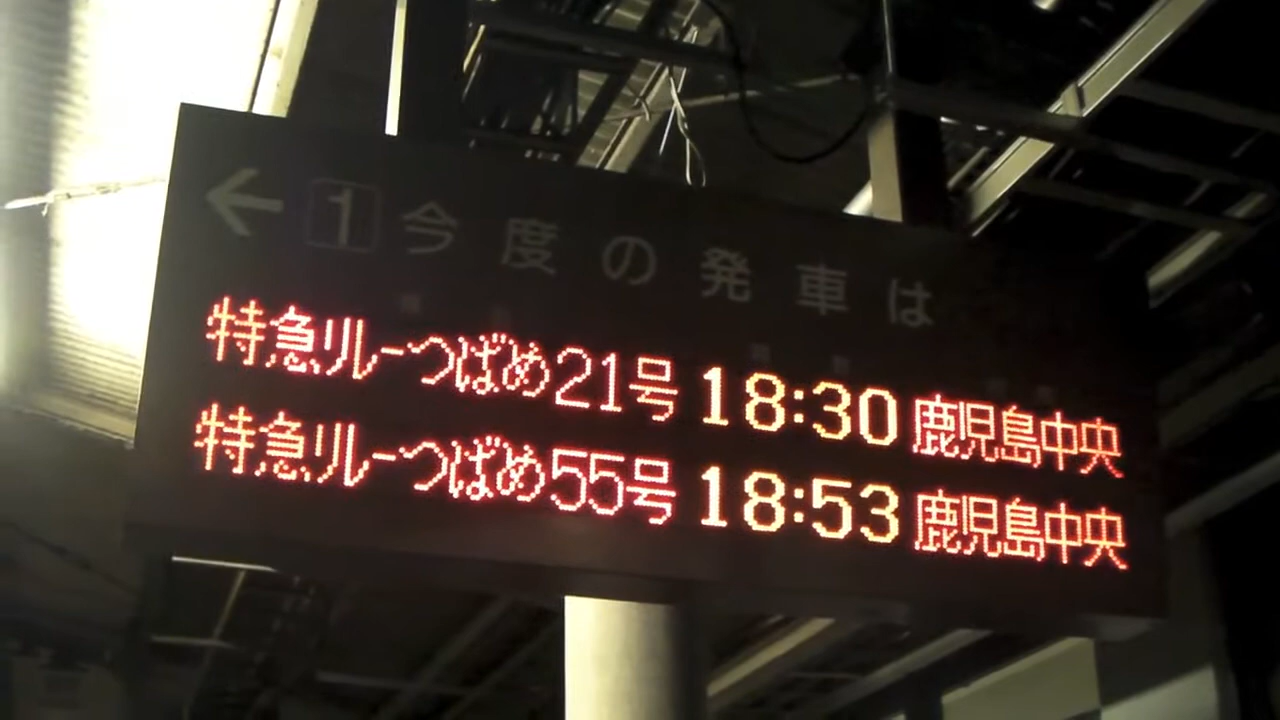 ← 1 今度の発車は
特急リレーつばめ21号 18:30 鹿児島中央
特急リレーつばめ55号 18:53 鹿児島中央